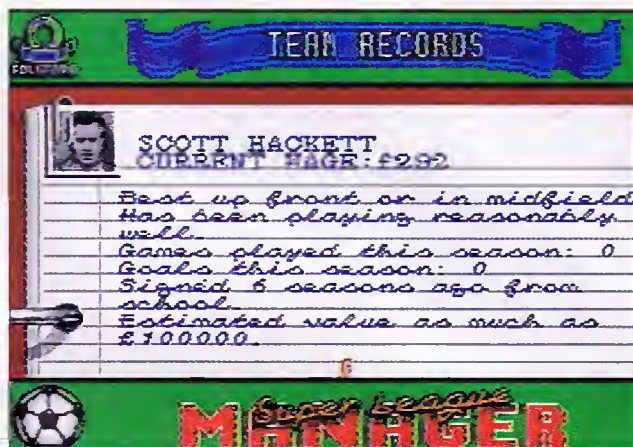 TEAM RECORDS
SCOTT HACKETT
CURRENT WAGE: £292
Best up front or in midfield
Has been playing reasonably
well.
Games played this season: 0
Goals this season: 0
Signed 6 seasons ago from
school.
Estimated value as much as
£100000.
Super League
MANAGER